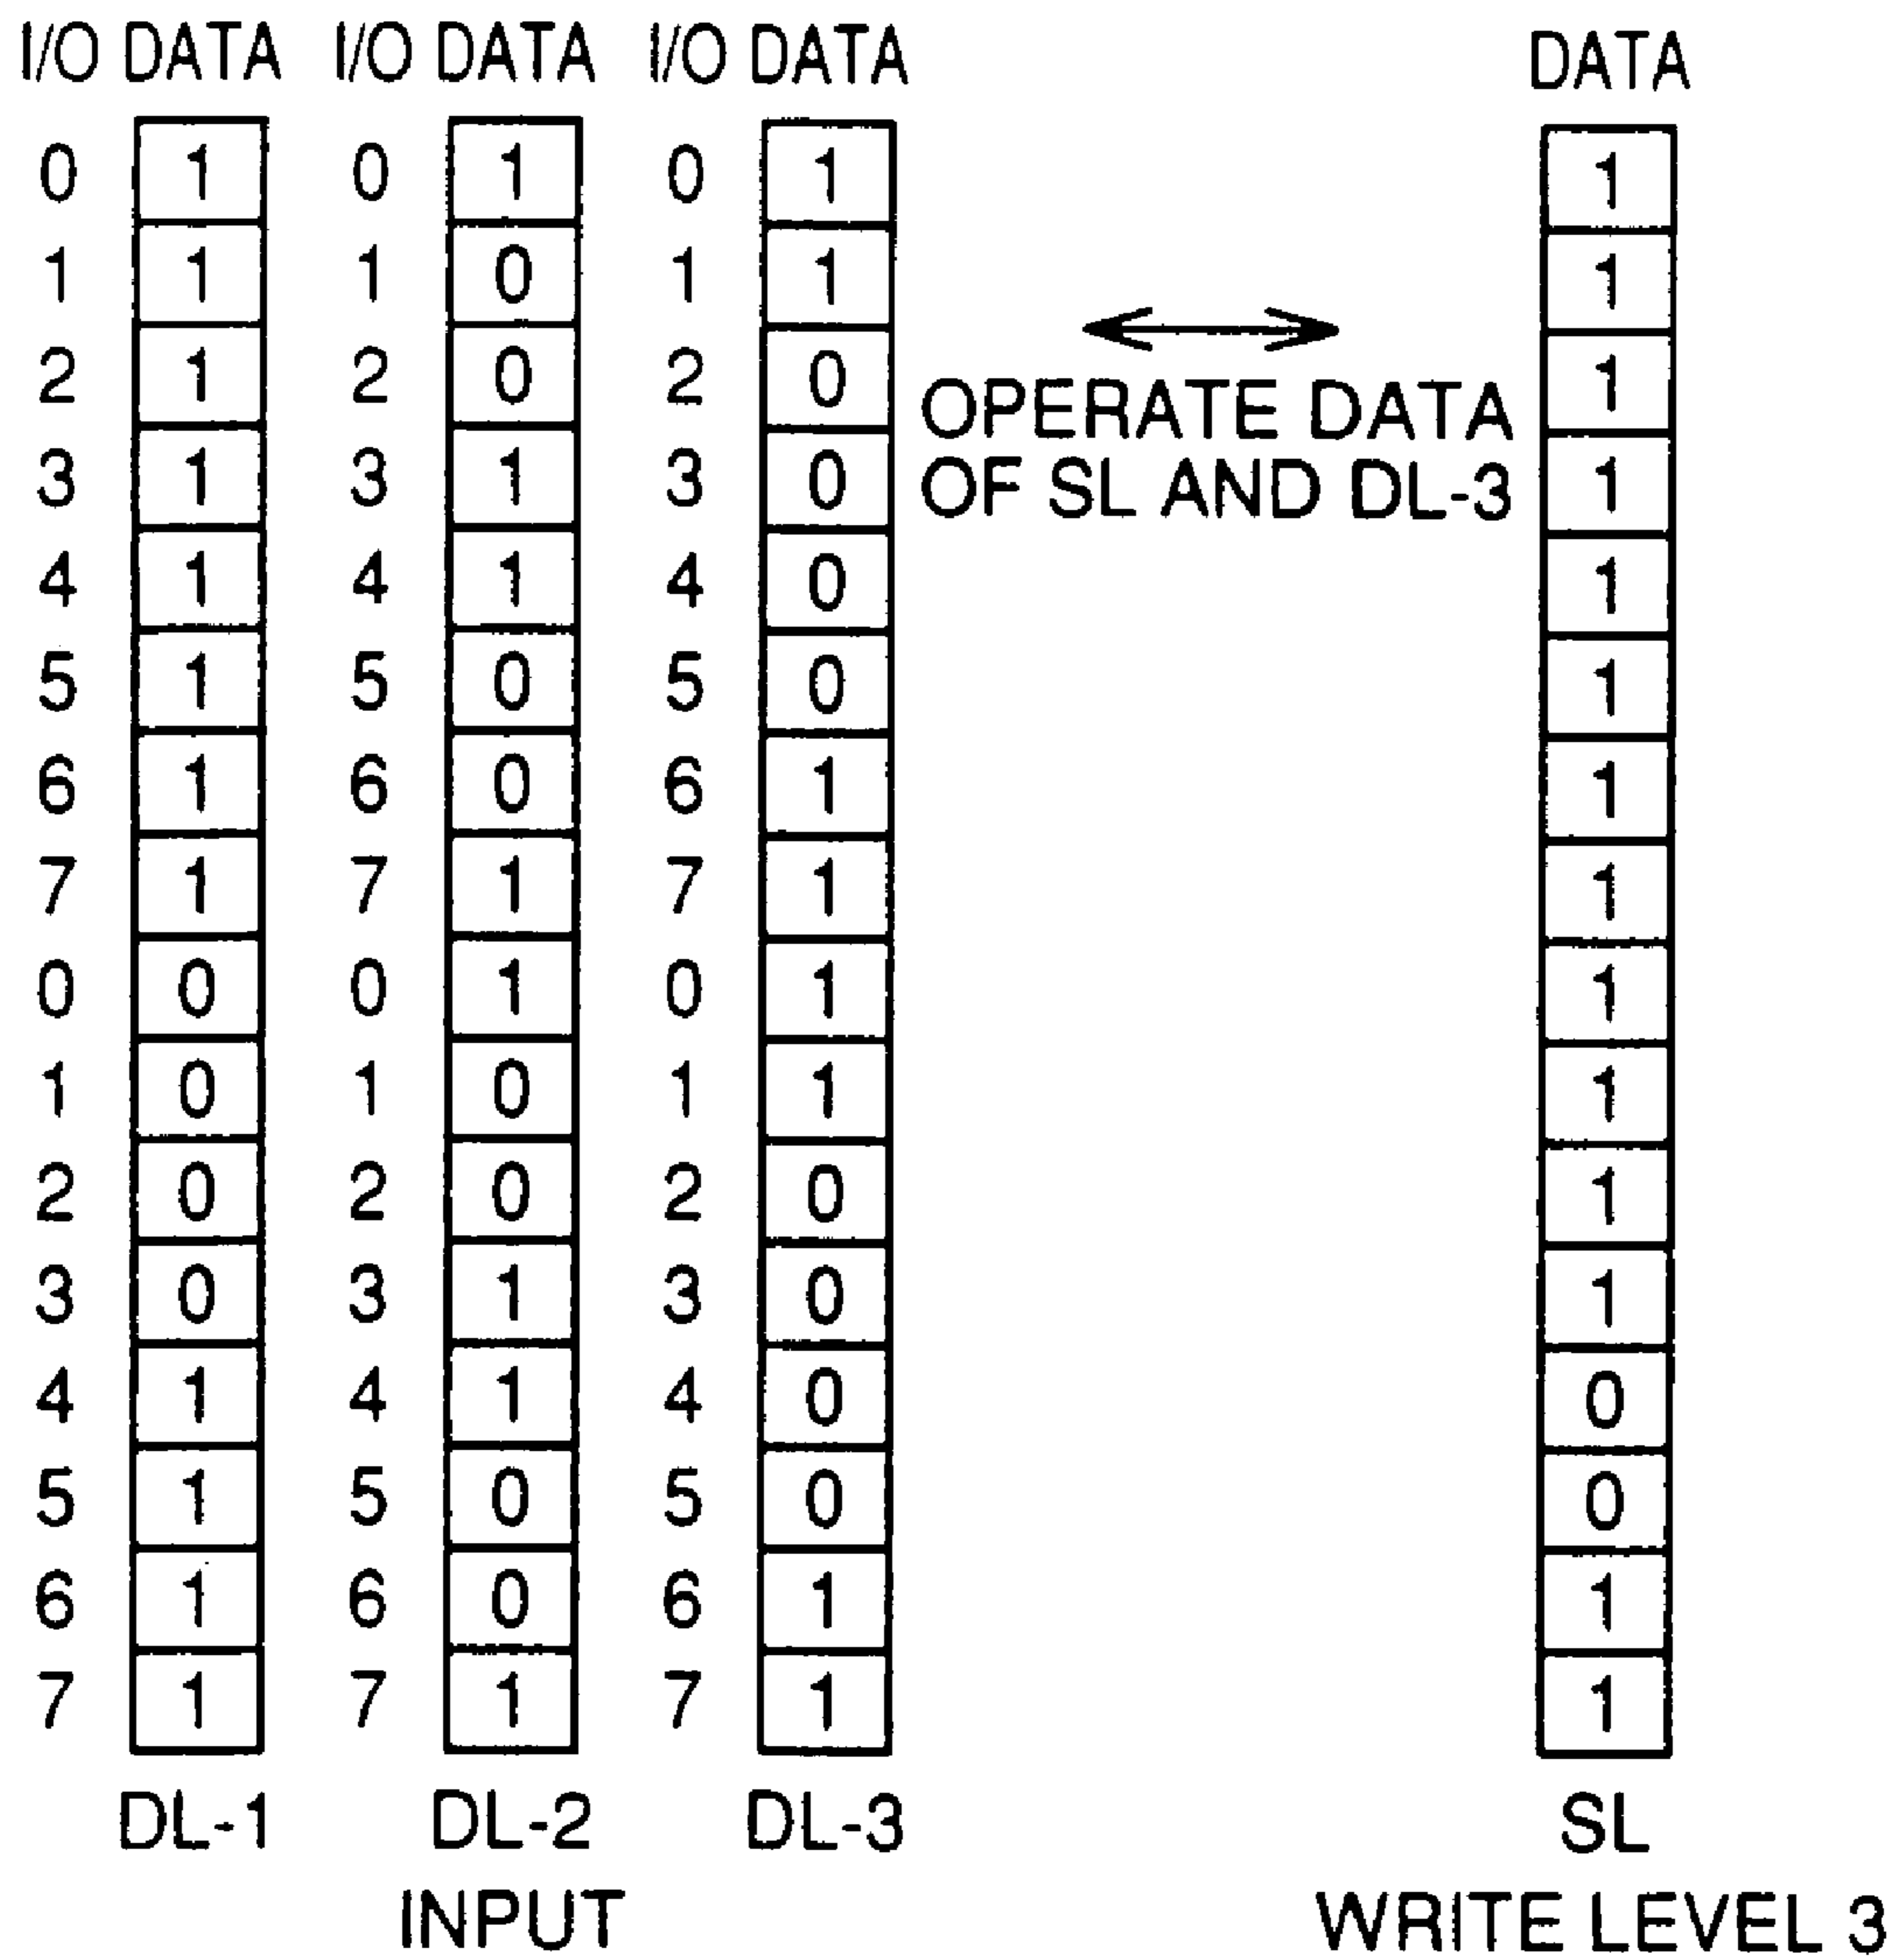 I/O DATA I/O DATA I/O DATA DATA
0 1 0 1 0 1 1
1 1 1 0 1 1 1
2 1 2 0 2 0 1
3 1 3 1 3 0 1
4 1 4 1 4 0 1
5 1 5 0 5 0 1
6 1 6 0 6 1 1
7 1 7 1 7 1 1
0 0 0 1 0 1 1
1 0 1 0 1 1 1
2 0 2 0 2 0 1
3 0 3 1 3 0 1
4 1 4 1 4 0 0
5 1 5 0 5 0 0
6 1 6 0 6 1 1
7 1 7 1 7 1 1
OPERATE DATA
OF SL AND DL-3
DL-1 DL-2 DL-3 SL
INPUT WRITE LEVEL 3